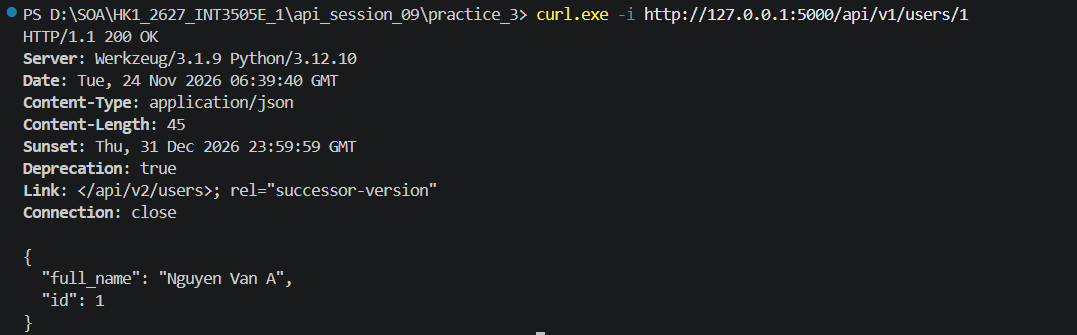 PS D:\SOA\HK1_2627_INT3505E_1\api_session_09\practice_3> curl.exe -i http://127.0.0.1:5000/api/v1/users/1
HTTP/1.1 200 OK
Server: Werkzeug/3.1.9 Python/3.12.10
Date: Tue, 24 Nov 2026 06:39:40 GMT
Content-Type: application/json
Content-Length: 45
Sunset: Thu, 31 Dec 2026 23:59:59 GMT
Deprecation: true
Link: </api/v2/users>; rel="successor-version"
Connection: close

{
  "full_name": "Nguyen Van A",
  "id": 1
}